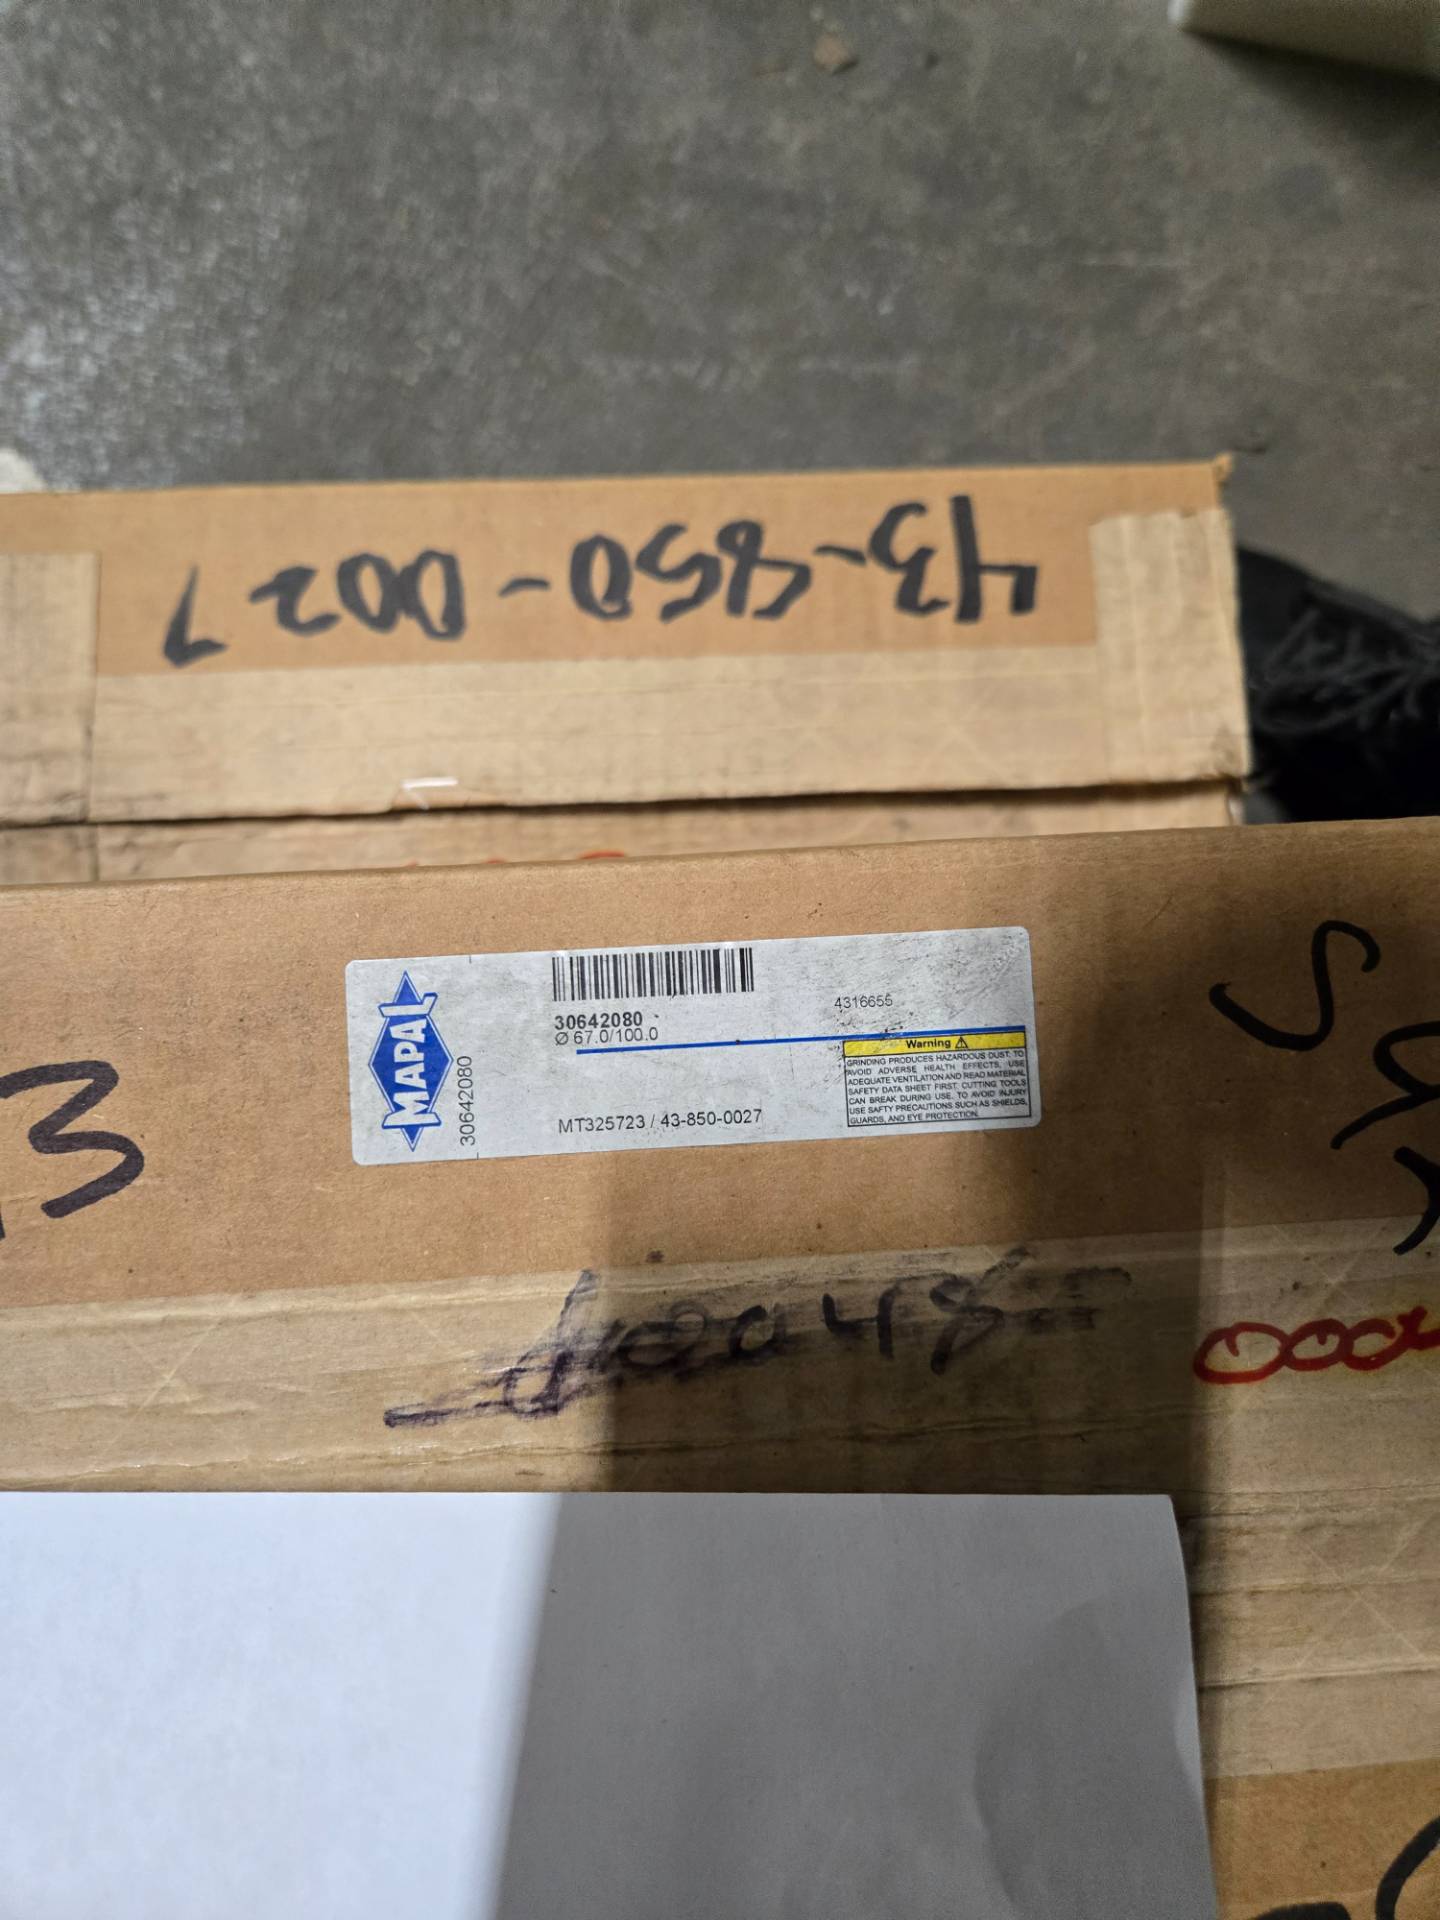 43-850-0027
MAPAL
30642080
30642080
Ø 67.0/100.0
4316655
Warning
GRINDING PRODUCES HAZARDOUS DUST. TO
AVOID ADVERSE HEALTH EFFECTS, USE
ADEQUATE VENTILATION AND READ MATERIAL
SAFETY DATA SHEET FIRST. CUTTING TOOLS
CAN BREAK DURING USE. TO AVOID INJURY
USE SAFTY PRECAUTIONS SUCH AS SHIELDS,
GUARDS, AND EYE PROTECTION.
MT325723 / 43-850-0027
3
000